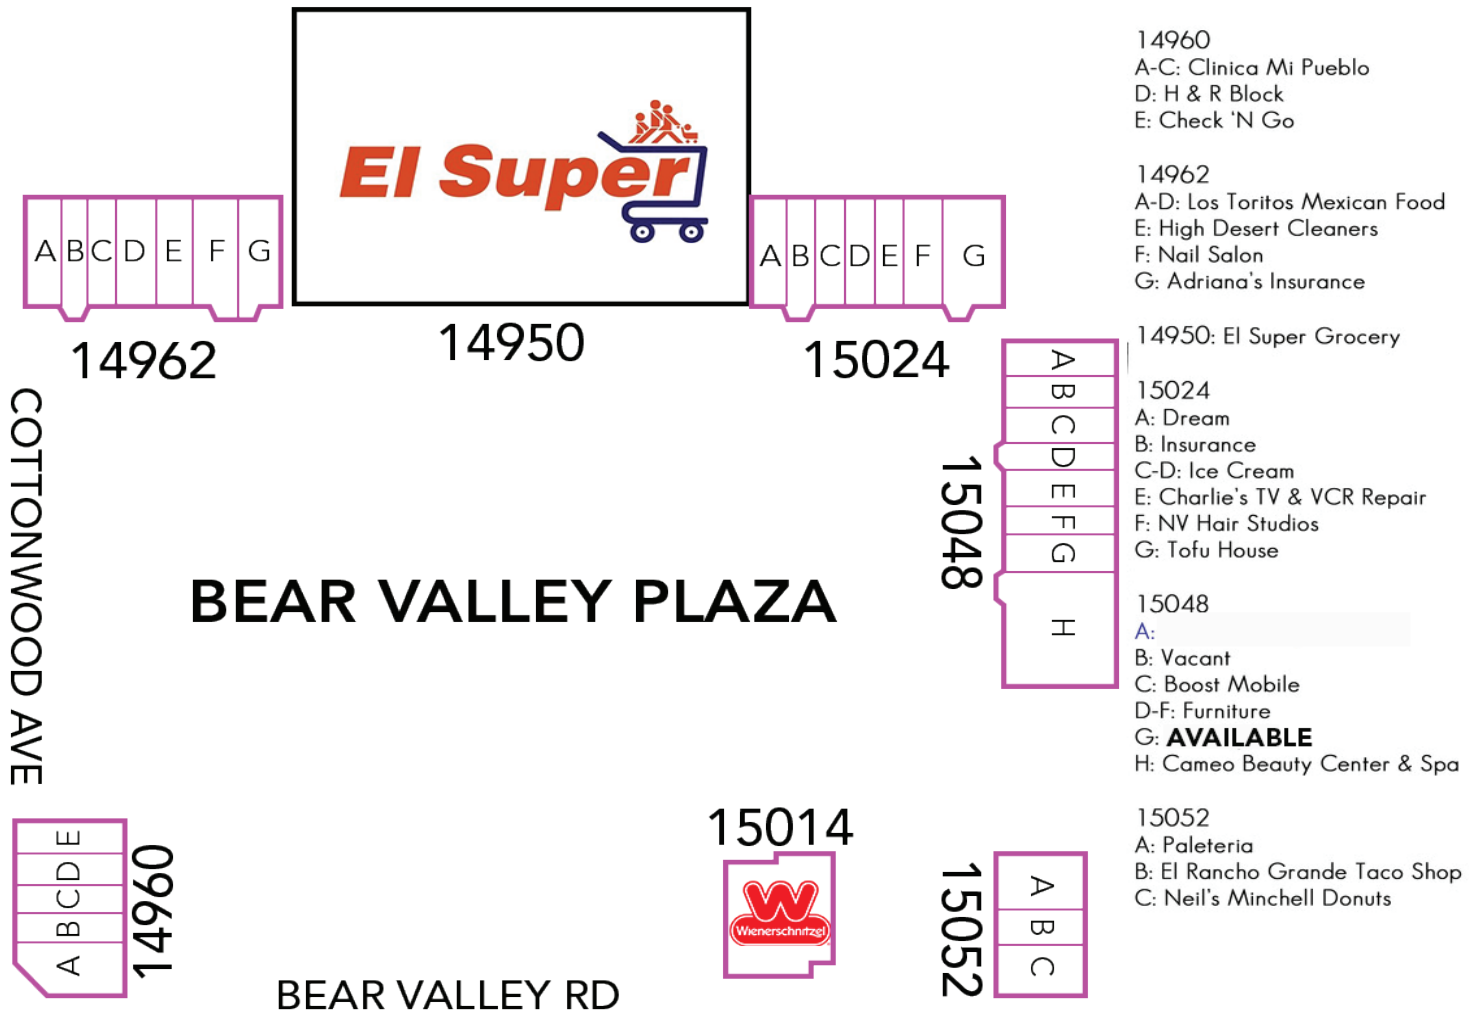 El Super
A B C D E F G
14962
14950
A B C D E F G
15024
COTTONWOOD AVE
BEAR VALLEY PLAZA
A
B
C
D
E
F
G
H
15048
E
D
C
B
A
14960
15014
W
Wienerschnitzel
15052
A
B
C
BEAR VALLEY RD
14960
A-C: Clinica Mi Pueblo
D: H & R Block
E: Check 'N Go
14962
A-D: Los Toritos Mexican Food
E: High Desert Cleaners
F: Nail Salon
G: Adriana's Insurance
14950: El Super Grocery
15024
A: Dream
B: Insurance
C-D: Ice Cream
E: Charlie's TV & VCR Repair
F: NV Hair Studios
G: Tofu House
15048
A:
B: Vacant
C: Boost Mobile
D-F: Furniture
G: AVAILABLE
H: Cameo Beauty Center & Spa
15052
A: Paleteria
B: El Rancho Grande Taco Shop
C: Neil's Minchell Donuts